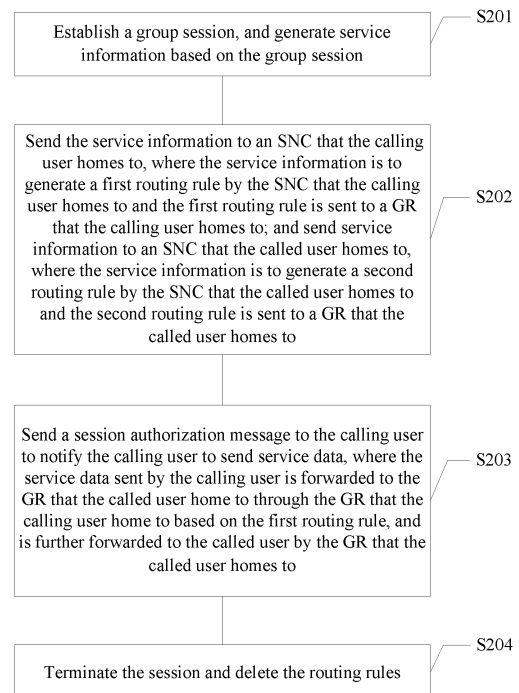 Establish a group session, and generate service
information based on the group session
S201
Send the service information to an SNC that the calling
user homes to, where the service information is to
generate a first routing rule by the SNC that the calling
user homes to and the first routing rule is sent to a GR
that the calling user homes to; and send service
information to an SNC that the called user homes to,
where the service information is to generate a second
routing rule by the SNC that the called user homes to
and the second routing rule is sent to a GR that the
called user homes to
S202
Send a session authorization message to the calling user
to notify the calling user to send service data, where the
service data sent by the calling user is forwarded to the
GR that the called user home to through the GR that the
calling user home to based on the first routing rule, and
is further forwarded to the called user by the GR that the
called user homes to
S203
Terminate the session and delete the routing rules
S204